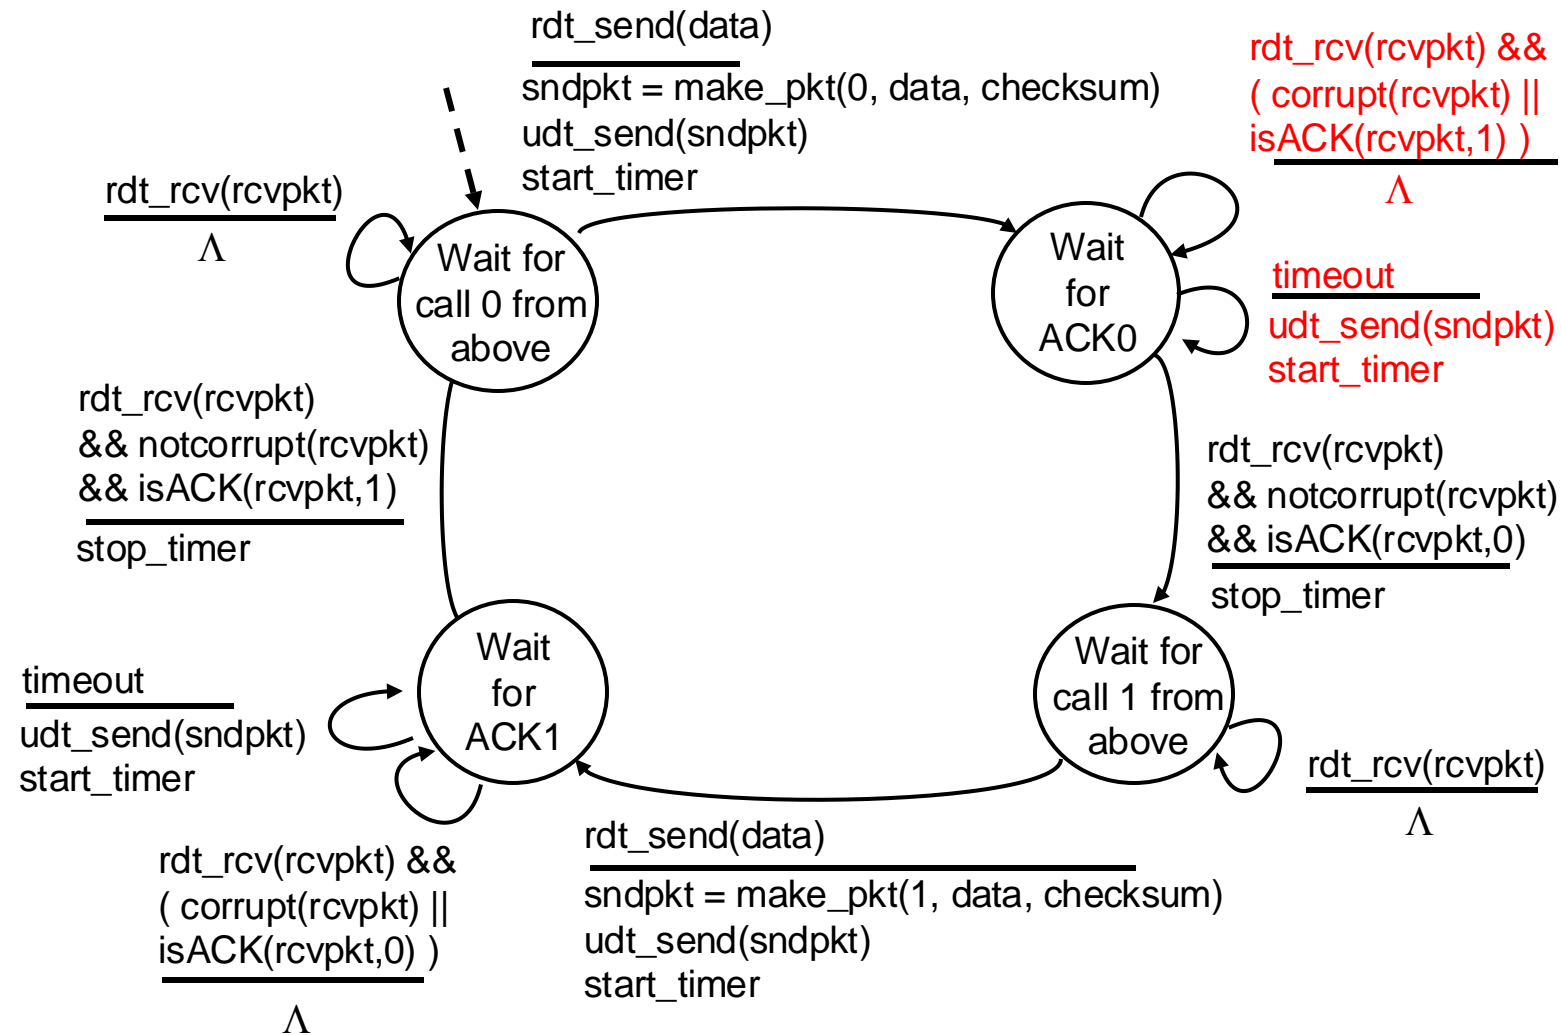 rdt_send(data)
sndpkt = make_pkt(0, data, checksum)
udt_send(sndpkt)
start_timer
rdt_rcv(rcvpkt) &&
( corrupt(rcvpkt) ||
isACK(rcvpkt,1) )
Λ
rdt_rcv(rcvpkt)
Λ
Wait for
call 0 from
above
Wait
for
ACK0
timeout
udt_send(sndpkt)
start_timer
rdt_rcv(rcvpkt)
&& notcorrupt(rcvpkt)
&& isACK(rcvpkt,1)
stop_timer
rdt_rcv(rcvpkt)
&& notcorrupt(rcvpkt)
&& isACK(rcvpkt,0)
stop_timer
Wait
for
ACK1
Wait for
call 1 from
above
timeout
udt_send(sndpkt)
start_timer
rdt_rcv(rcvpkt)
Λ
rdt_rcv(rcvpkt) &&
( corrupt(rcvpkt) ||
isACK(rcvpkt,0) )
Λ
rdt_send(data)
sndpkt = make_pkt(1, data, checksum)
udt_send(sndpkt)
start_timer